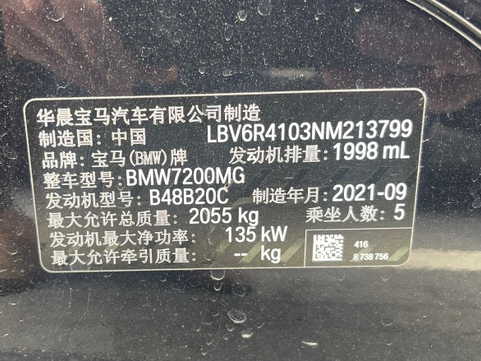 华晨宝马汽车有限公司制造
制造国：中国 LBV6R4103NM213799
品牌：宝马(BMW)牌 发动机排量：1998 mL
整车型号：BMW7200MG
发动机型号：B48B20C 制造年月：2021-09
最大允许总质量：2055 kg 乘坐人数：5
发动机最大净功率：135 kW
最大允许牵引质量：-- kg
416
8 739 756